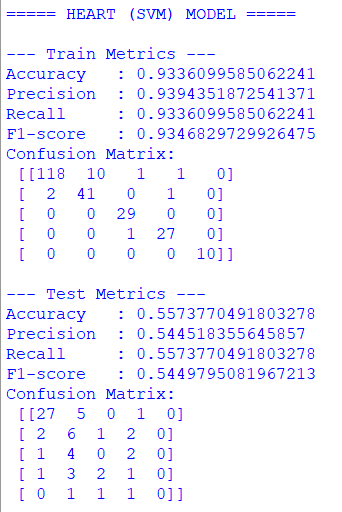 ===== HEART (SVM) MODEL =====
--- Train Metrics ---
Accuracy   : 0.9336099585062241
Precision  : 0.9394351872541371
Recall     : 0.9336099585062241
F1-score   : 0.9346829729926475
Confusion Matrix:
 [[118  10   1   1   0]
 [  2  41   0   1   0]
 [  0   0  29   0   0]
 [  0   0   1  27   0]
 [  0   0   0   0  10]]
--- Test Metrics ---
Accuracy   : 0.5573770491803278
Precision  : 0.544518355645857
Recall     : 0.5573770491803278
F1-score   : 0.5449795081967213
Confusion Matrix:
 [[27  5  0  1  0]
 [ 2  6  1  2  0]
 [ 1  4  0  2  0]
 [ 1  3  2  1  0]
 [ 0  1  1  1  0]]